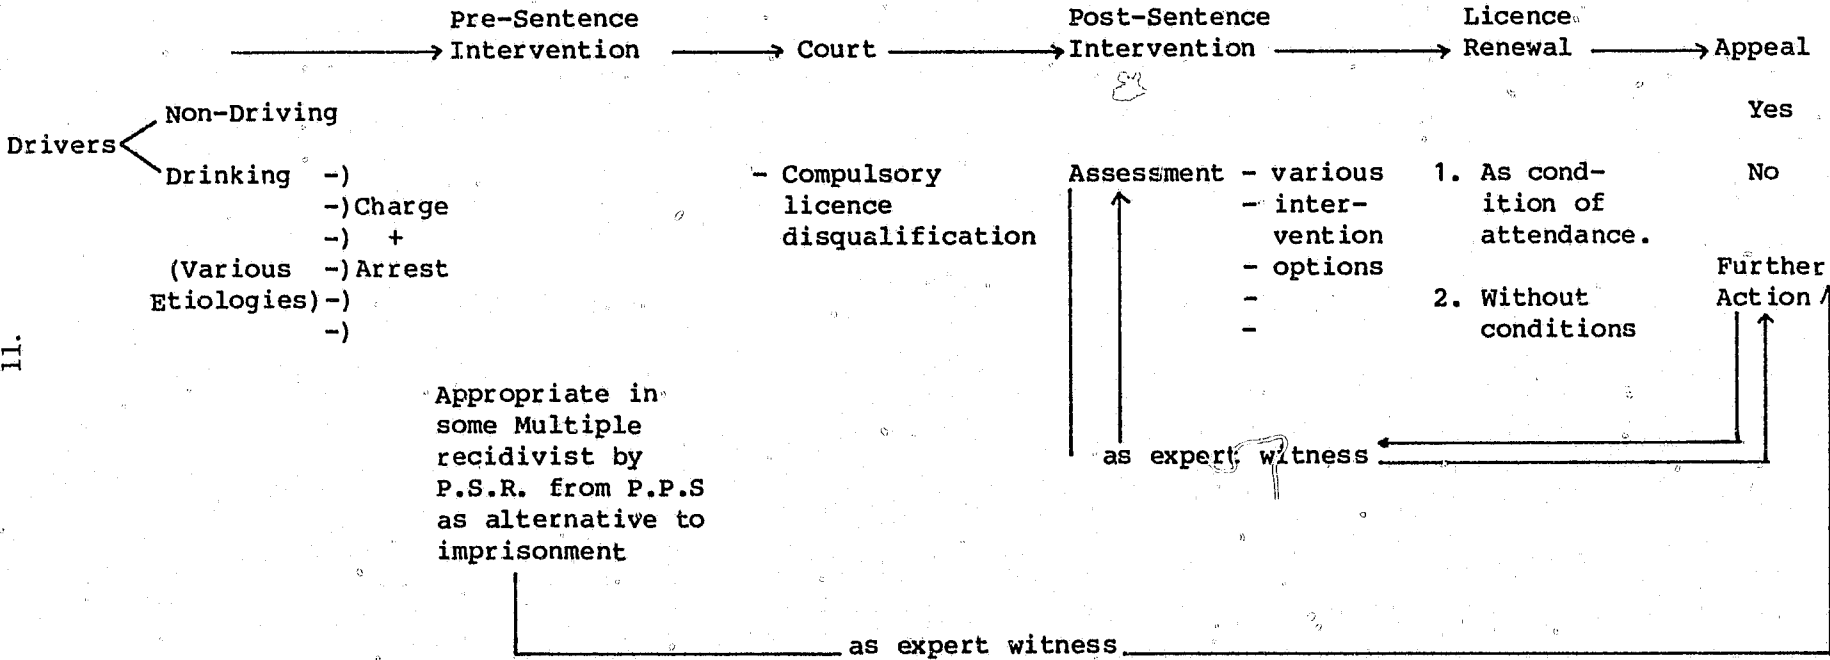 Pre-Sentence Post-Sentence Licence
Intervention Court Intervention Renewal Appeal
Non-Driving Yes
Drivers
Drinking -) - Compulsory Assessment - various 1. As cond- No
-)Charge licence - inter- ition of
-) + disqualification vention attendance.
(Various -)Arrest - options Further
Etiologies)-) - 2. Without Action
-) - conditions
11.
Appropriate in
some Multiple
recidivist by as expert witness
P.S.R. from P.P.S
as alternative to
imprisonment
as expert witness